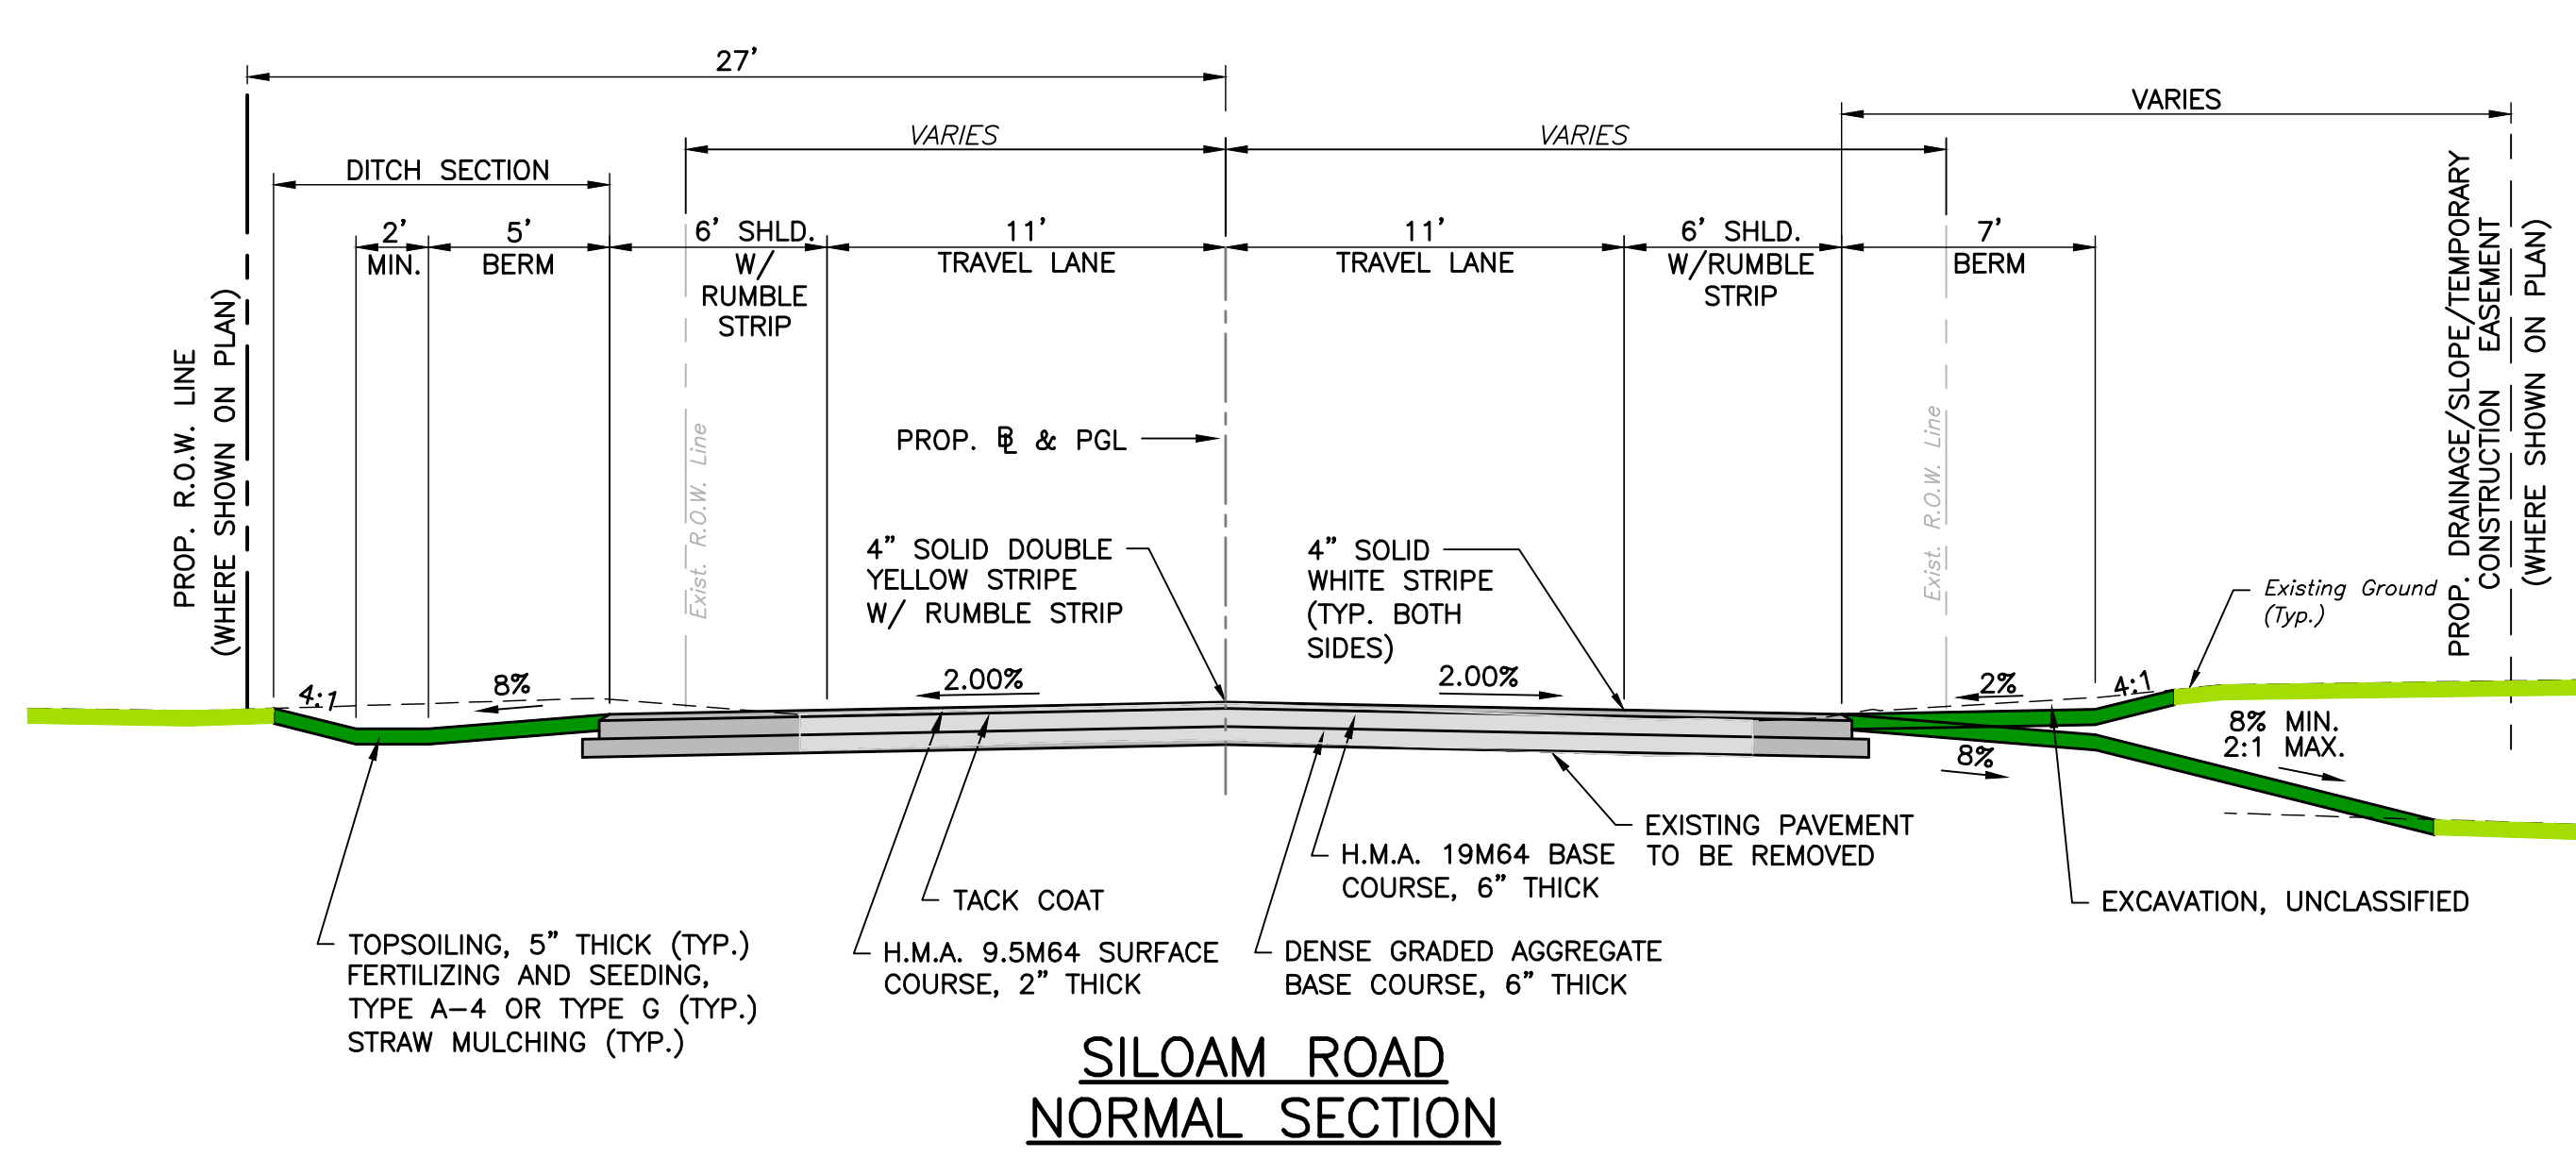 27'
VARIES
VARIES
VARIES
DITCH SECTION
2'
MIN.
5'
BERM
6' SHLD.
W/
RUMBLE
STRIP
11'
TRAVEL LANE
11'
TRAVEL LANE
6' SHLD.
W/RUMBLE
STRIP
7'
BERM
PROP. R.O.W. LINE
(WHERE SHOWN ON PLAN)
Exist. R.O.W. Line
PROP. BL & PGL
Exist. R.O.W. Line
PROP. DRAINAGE/SLOPE/TEMPORARY
CONSTRUCTION EASEMENT
(WHERE SHOWN ON PLAN)
4" SOLID DOUBLE
YELLOW STRIPE
W/ RUMBLE STRIP
4" SOLID
WHITE STRIPE
(TYP. BOTH
SIDES)
Existing Ground
(Typ.)
4:1
8%
2.00%
2.00%
2%
4:1
8%
8% MIN.
2:1 MAX.
EXISTING PAVEMENT
TO BE REMOVED
H.M.A. 19M64 BASE
COURSE, 6" THICK
TACK COAT
EXCAVATION, UNCLASSIFIED
TOPSOILING, 5" THICK (TYP.)
FERTILIZING AND SEEDING,
TYPE A-4 OR TYPE G (TYP.)
STRAW MULCHING (TYP.)
H.M.A. 9.5M64 SURFACE
COURSE, 2" THICK
DENSE GRADED AGGREGATE
BASE COURSE, 6" THICK
SILOAM ROAD
NORMAL SECTION